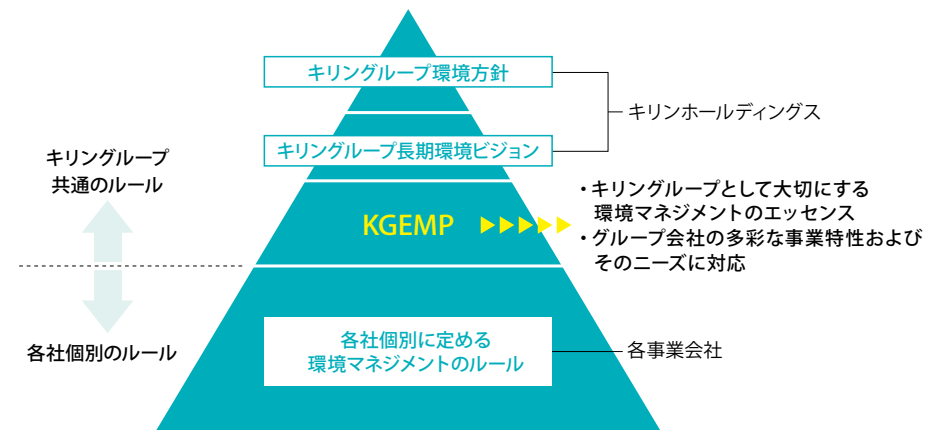 キリングループ環境方針
キリンホールディングス
キリングループ長期環境ビジョン
キリングループ
共通のルール
KGEMP
・キリングループとして大切にする
環境マネジメントのエッセンス
・グループ会社の多彩な事業特性および
そのニーズに対応
各社個別のルール
各社個別に定める
環境マネジメントのルール
各事業会社